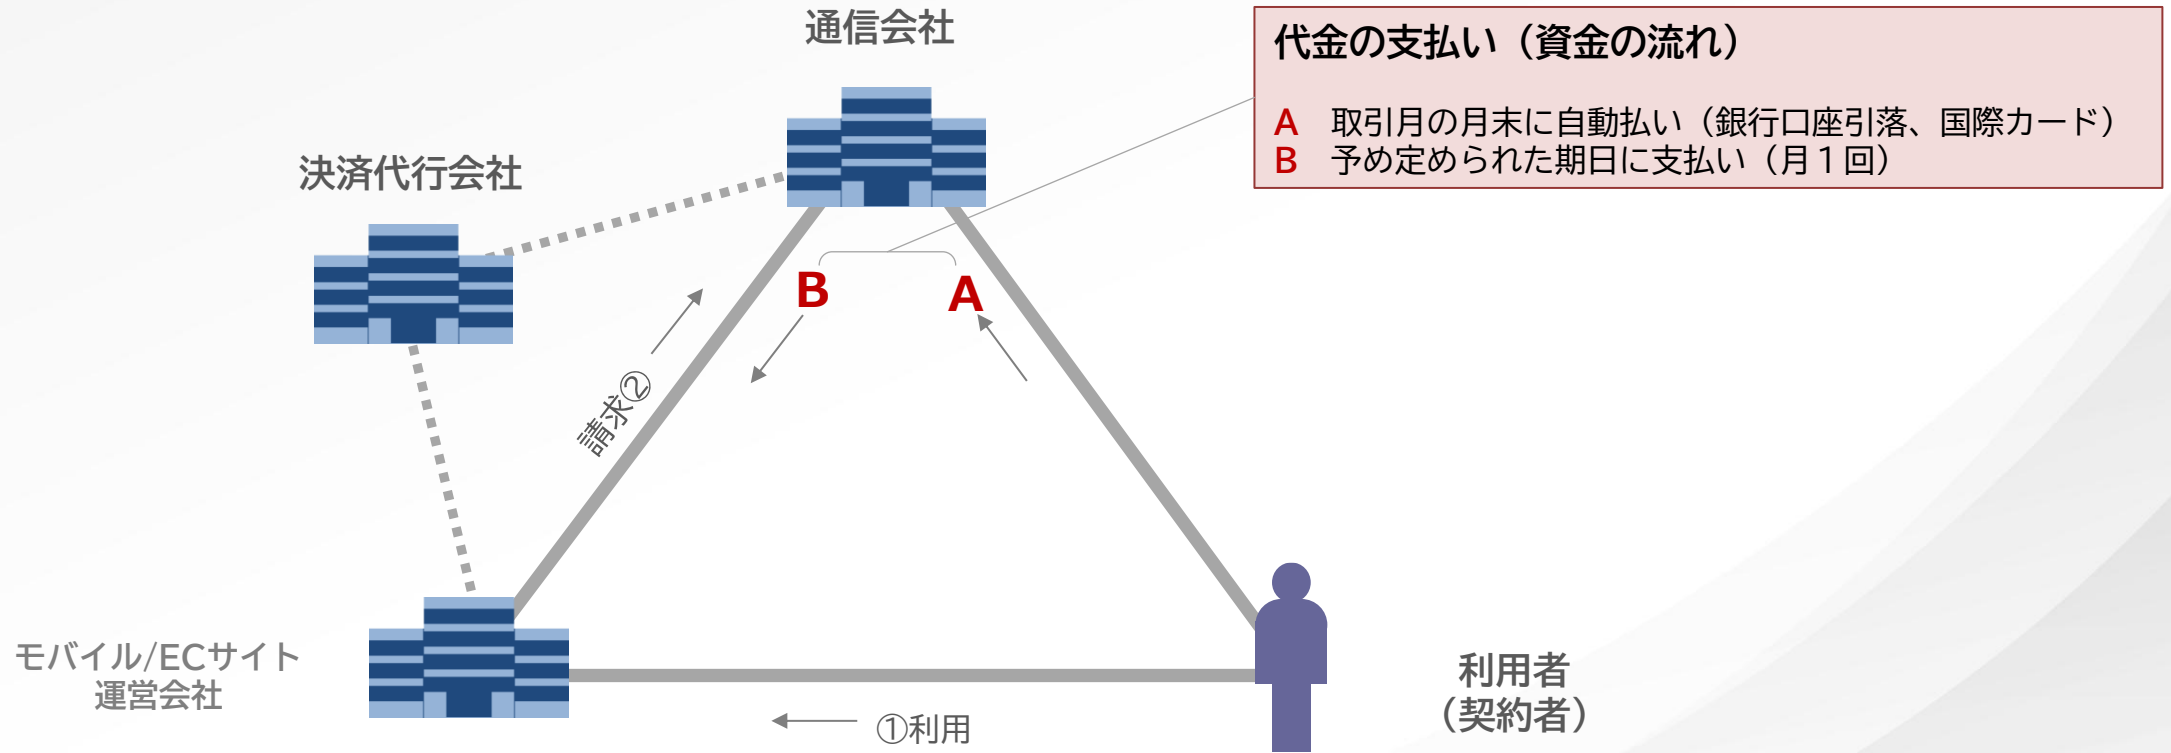 通信会社
代金の支払い（資金の流れ）
A 取引月の月末に自動払い（銀行口座引落、国際カード）
B 予め定められた期日に支払い（月１回）
決済代行会社
B
A
請求②
モバイル/ECサイト
運営会社
利用者
（契約者）
①利用